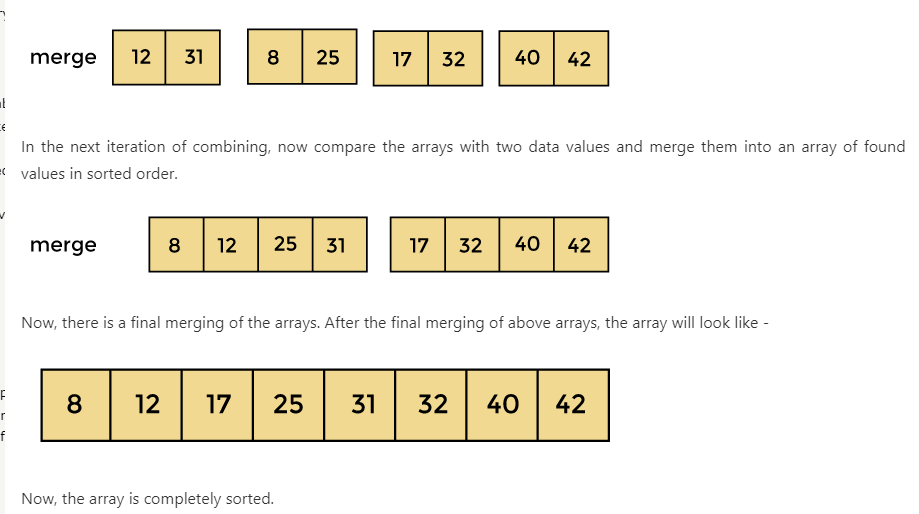 merge 12 31 8 25 17 32 40 42
In the next iteration of combining, now compare the arrays with two data values and merge them into an array of found
values in sorted order.
merge 8 12 25 31 17 32 40 42
Now, there is a final merging of the arrays. After the final merging of above arrays, the array will look like -
8 12 17 25 31 32 40 42
Now, the array is completely sorted.